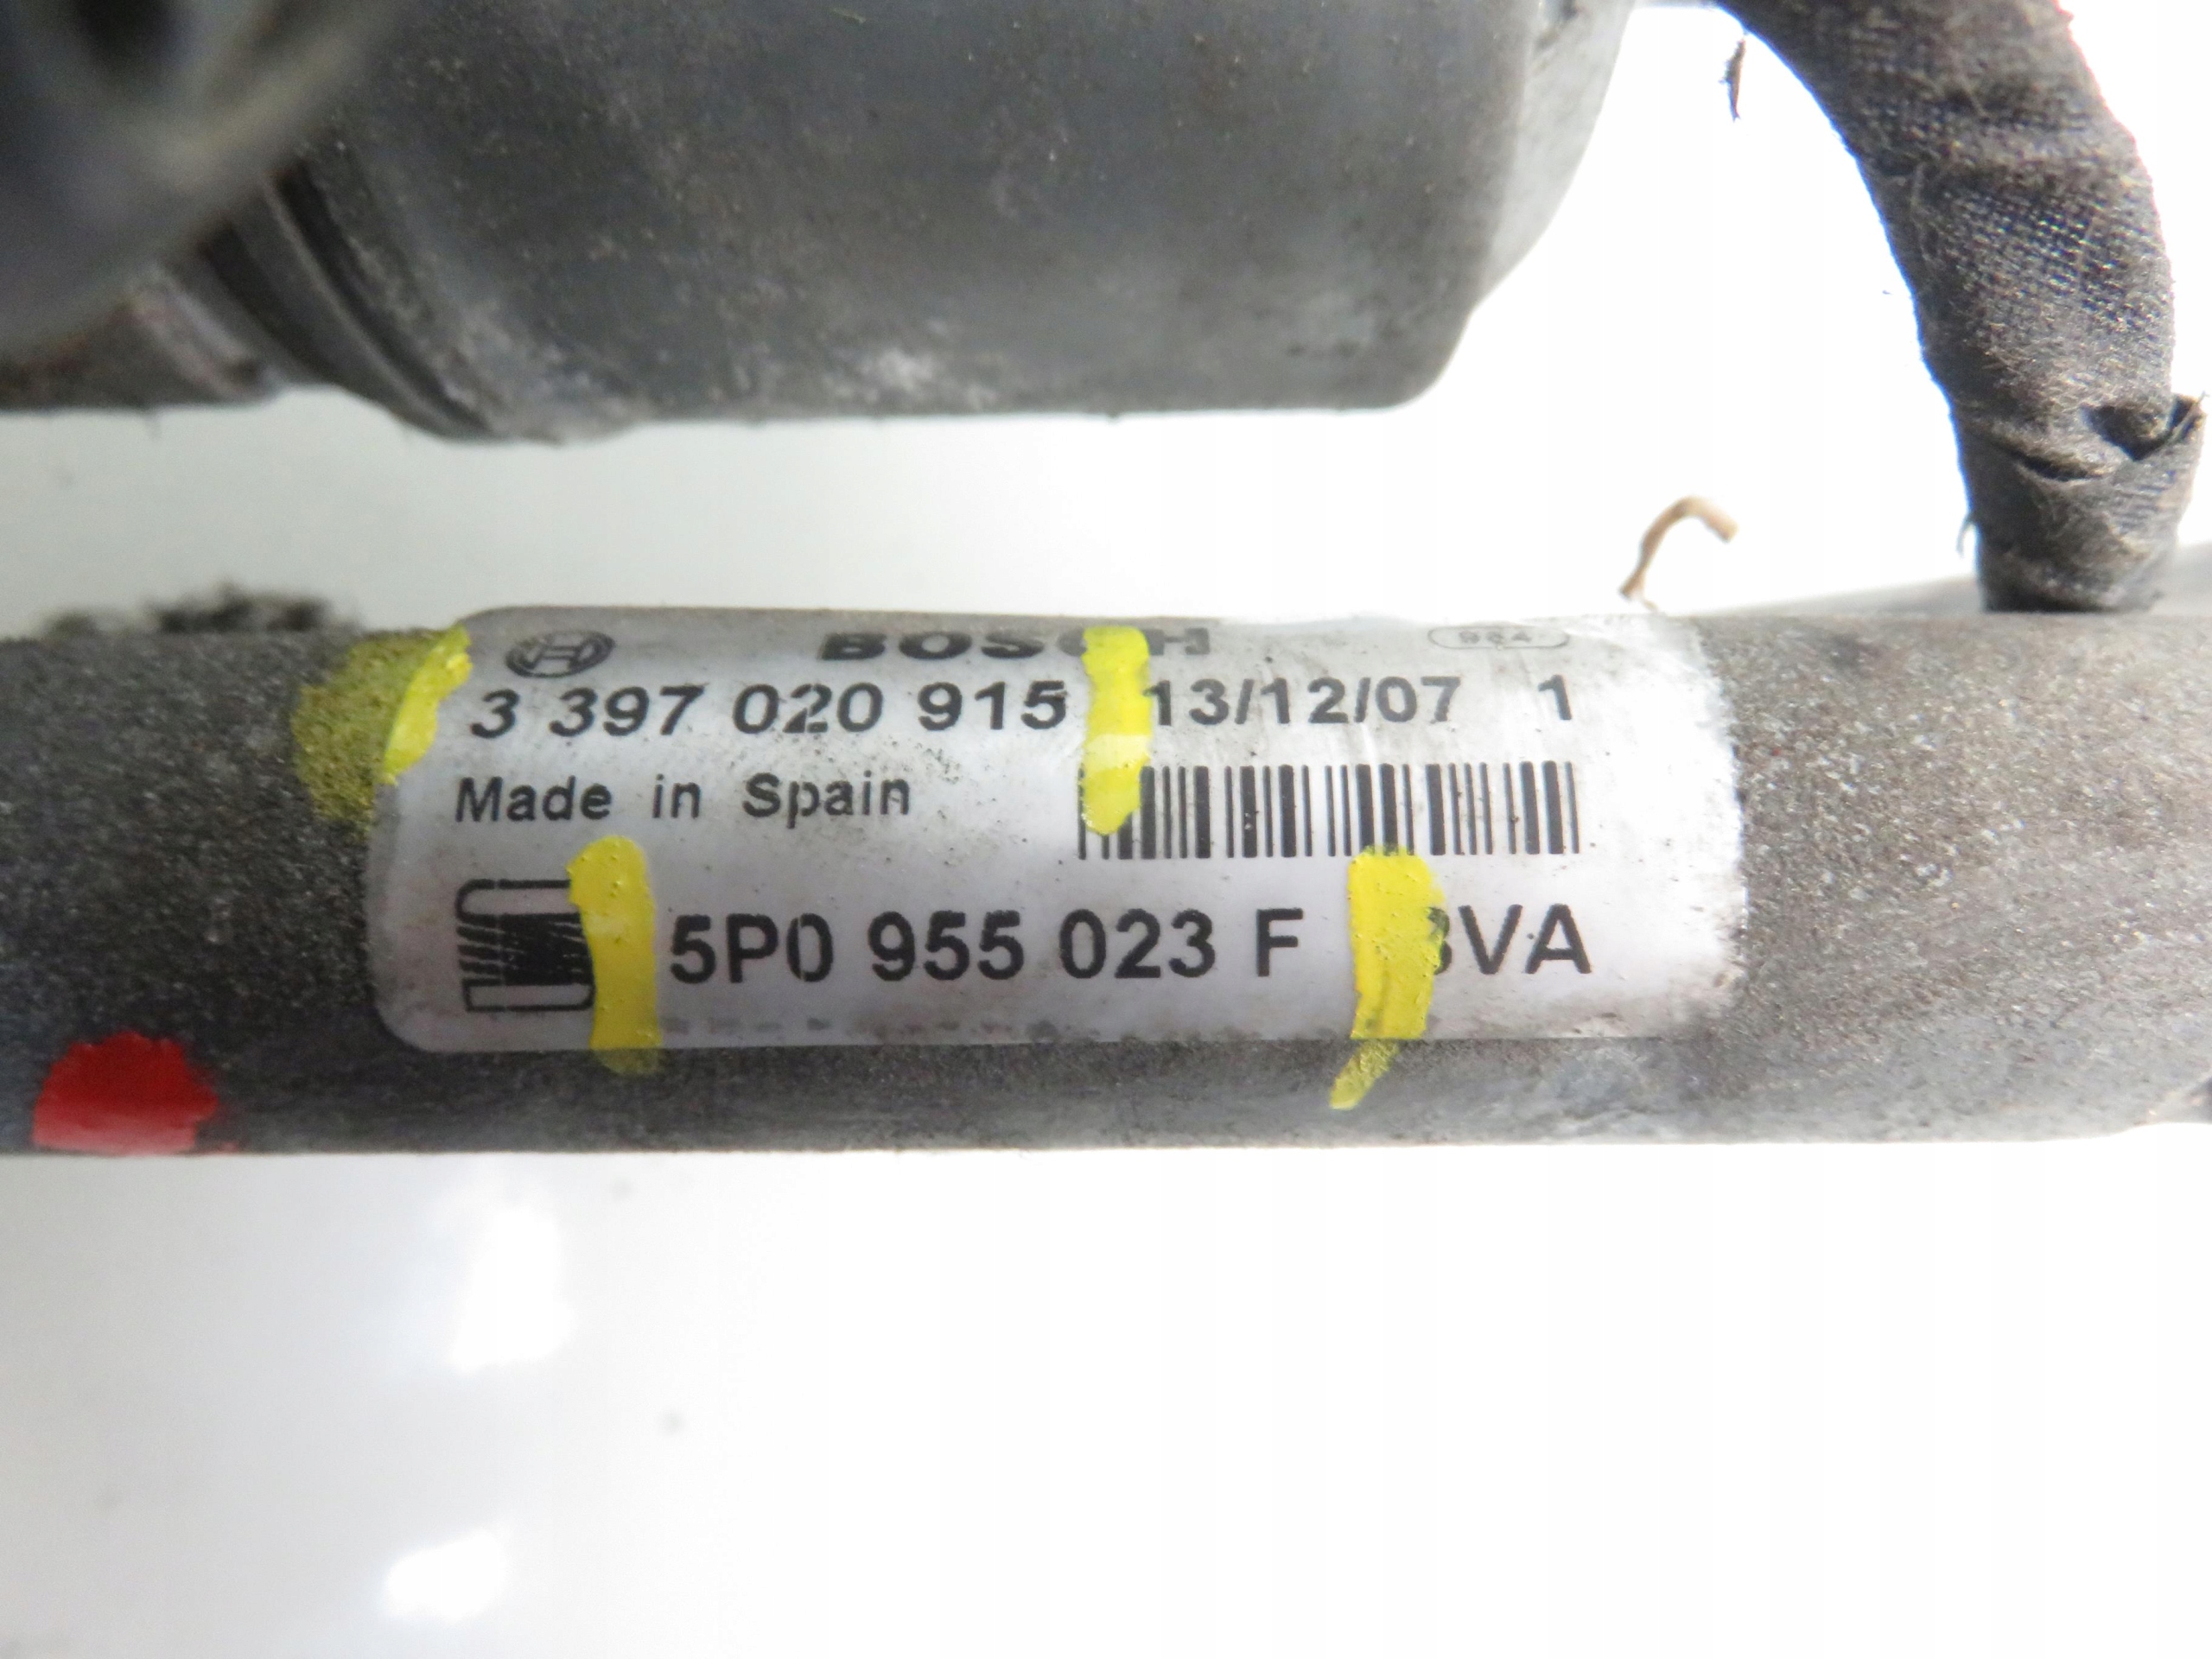 BOSCH
3 397 020 915 13/12/07 1
Made in Spain
5P0 955 023 F